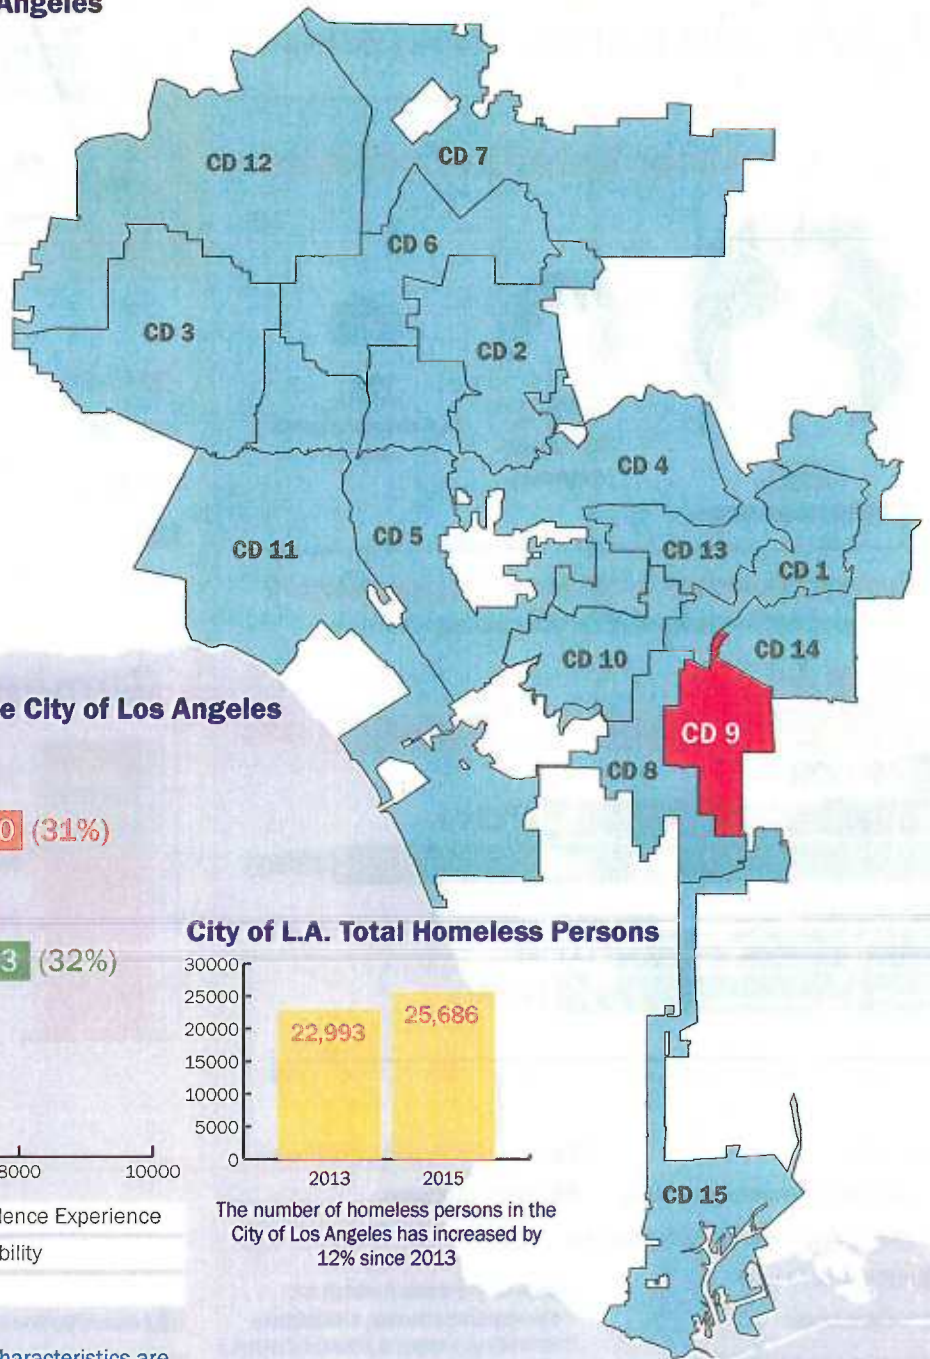 Angeles
CD 12
CD 7
CD 6
CD 3
CD 2
CD 4
CD 5
CD 11
CD 13
CD 1
CD 10
CD 14
CD 9
CD 8
e City of Los Angeles
0 (31%)
3 (32%)
8000
10000
lence Experience
bility
City of L.A. Total Homeless Persons
30000
25000
20000
15000
10000
5000
0
22,993
25,686
2013
2015
The number of homeless persons in the
City of Los Angeles has increased by
12% since 2013
CD 15
haracteristics are